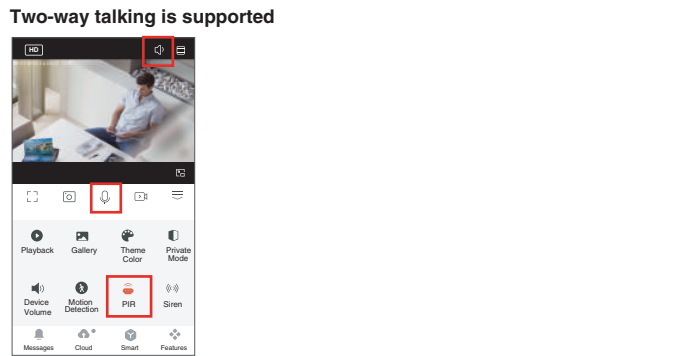 Two-way talking is supported
HD
Playback
Gallery
Theme
Color
Private
Mode
Device
Volume
Motion
Detection
PIR
Siren
Messages
Cloud
Smart
Features